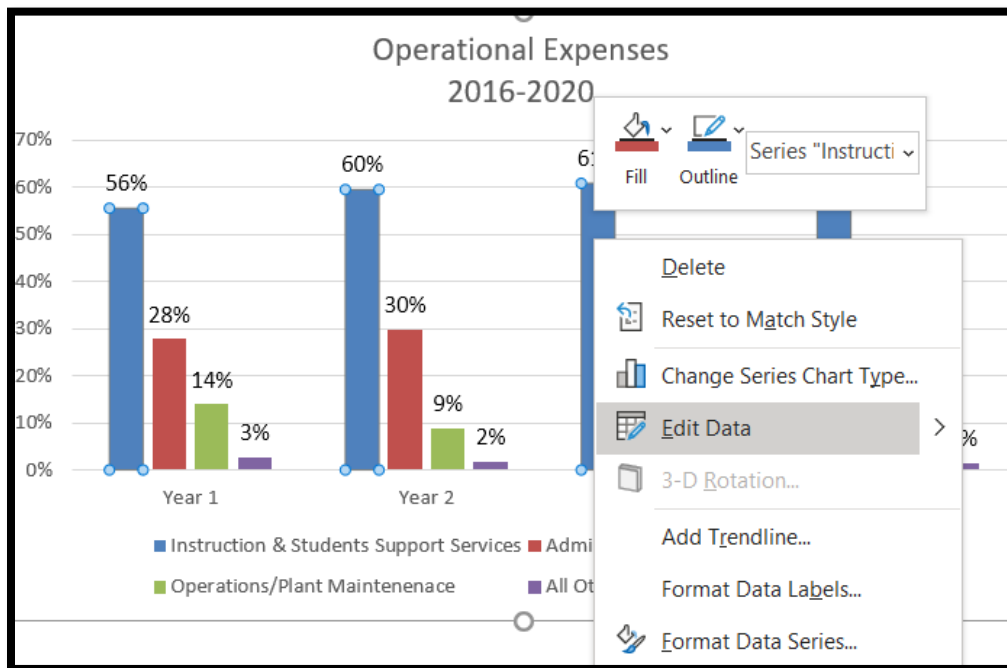 Operational Expenses
2016-2020
70%
60%
50%
40%
30%
20%
10%
0%
56%
28%
14%
3%
60%
30%
9%
2%
Year 1
Year 2
Instruction & Students Support Services
Operations/Plant Maintenenace
Fill
Outline
Series "Instructi
Delete
Reset to Match Style
Change Series Chart Type...
Edit Data
3-D Rotation...
Add Trendline...
Format Data Labels...
Format Data Series...